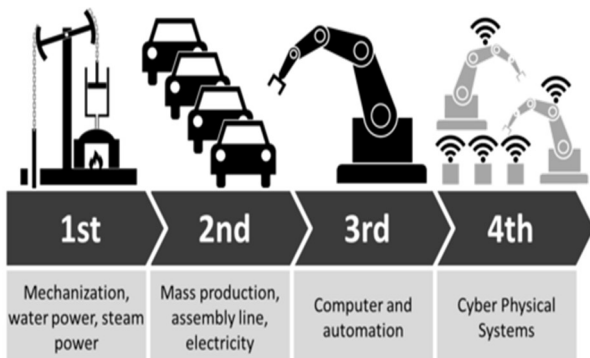 1st
2nd
3rd
4th
Mechanization,
water power, steam
power
Mass production,
assembly line,
electricity
Computer and
automation
Cyber Physical
Systems